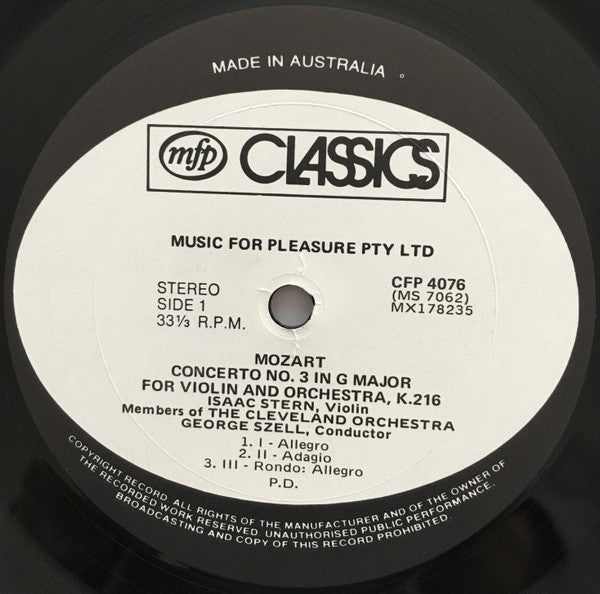 MADE IN AUSTRALIA
mfp CLASSICS
MUSIC FOR PLEASURE PTY LTD
STEREO
SIDE 1
33⅓ R.P.M.
CFP 4076
(MS 7062)
MX178235
MOZART
CONCERTO NO. 3 IN G MAJOR
FOR VIOLIN AND ORCHESTRA, K.216
ISAAC STERN, Violin
Members of THE CLEVELAND ORCHESTRA
GEORGE SZELL, Conductor
1. I - Allegro
2. II - Adagio
3. III - Rondo: Allegro
P.D.
COPYRIGHT RECORD. ALL RIGHTS OF THE MANUFACTURER AND OF THE OWNER OF
THE RECORDED WORK RESERVED. UNAUTHORISED PUBLIC PERFORMANCE,
BROADCASTING AND COPY OF THIS RECORD PROHIBITED.